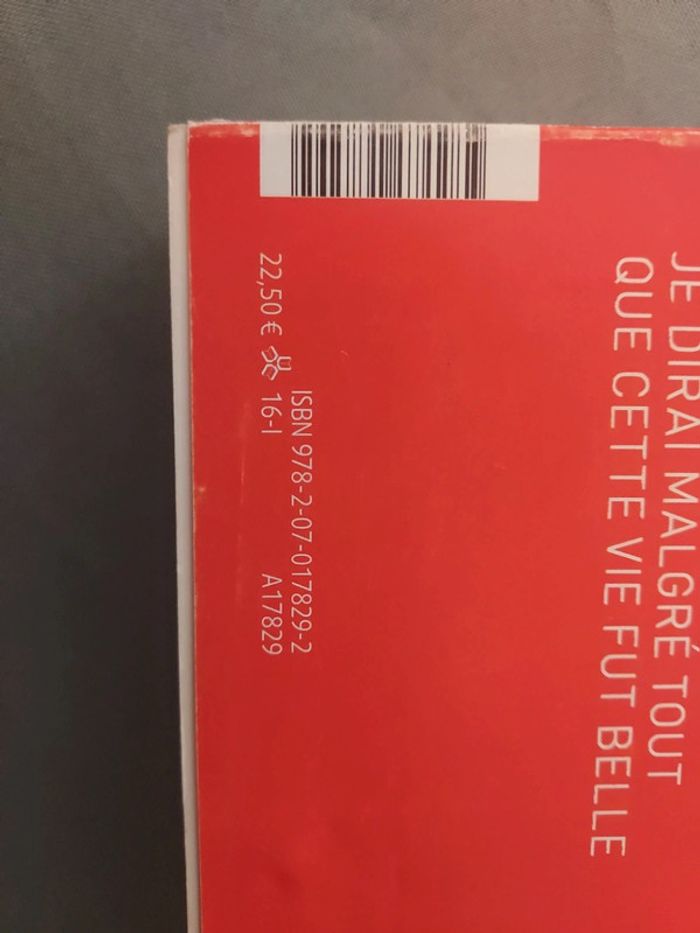 JE DIRAI MALGRÉ TOUT
QUE CETTE VIE FUT BELLE
ISBN 978-2-07-017829-2
22,50 € 16-I A17829